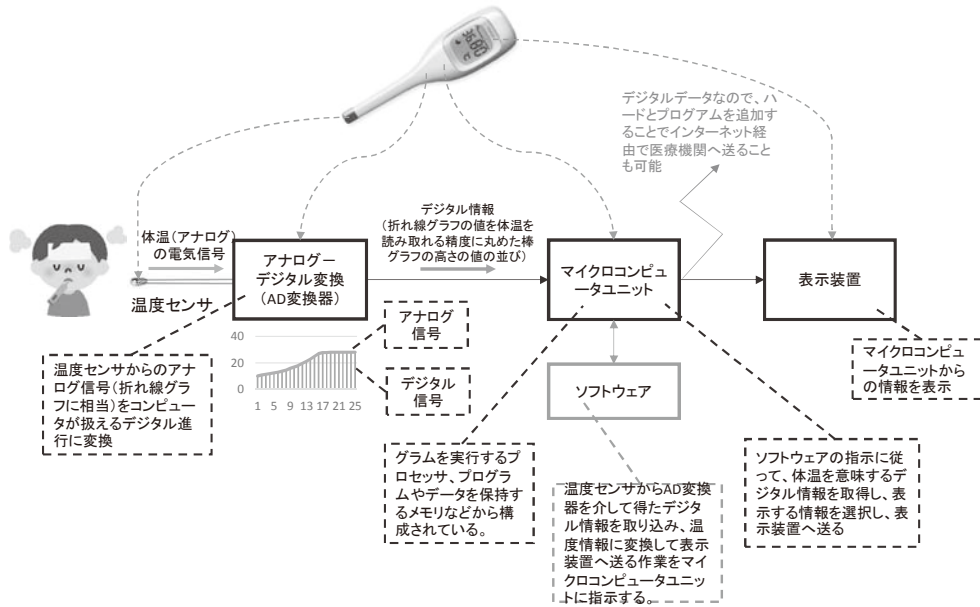 36.80
℃
デジタルデータなので、ハ
ードとプログアムを追加す
ることでインターネット経
由で医療機関へ送ること
も可能
体温（アナログ）
の電気信号
温度センサ
アナログー
デジタル変換
（AD変換器）
デジタル情報
（折れ線グラフの値を体温を
読み取れる精度に丸めた棒
グラフの高さの値の並び）
マイクロコンピュ
ータユニット
表示装置
40
20
0
1 5 9 13 17 21 25
アナログ
信号
デジタル
信号
ソフトウェア
温度センサからのアナ
ログ信号（折れ線グラ
フに相当）をコンピュー
タが扱えるデジタル進
行に変換
グラムを実行するプ
ロセッサ、プログラ
ムやデータを保持す
るメモリなどから構
成されている。
温度センサからAD変換
器を介して得たデジタ
ル情報を取り込み、温
度情報に変換して表示
装置へ送る作業をマイ
クロコンピュータユニッ
トに指示する。
ソフトウェアの指示に従
って、体温を意味するデ
ジタル情報を取得し、表
示する情報を選択し、表
示装置へ送る
マイクロコンピュ
ータユニットから
の情報を表示